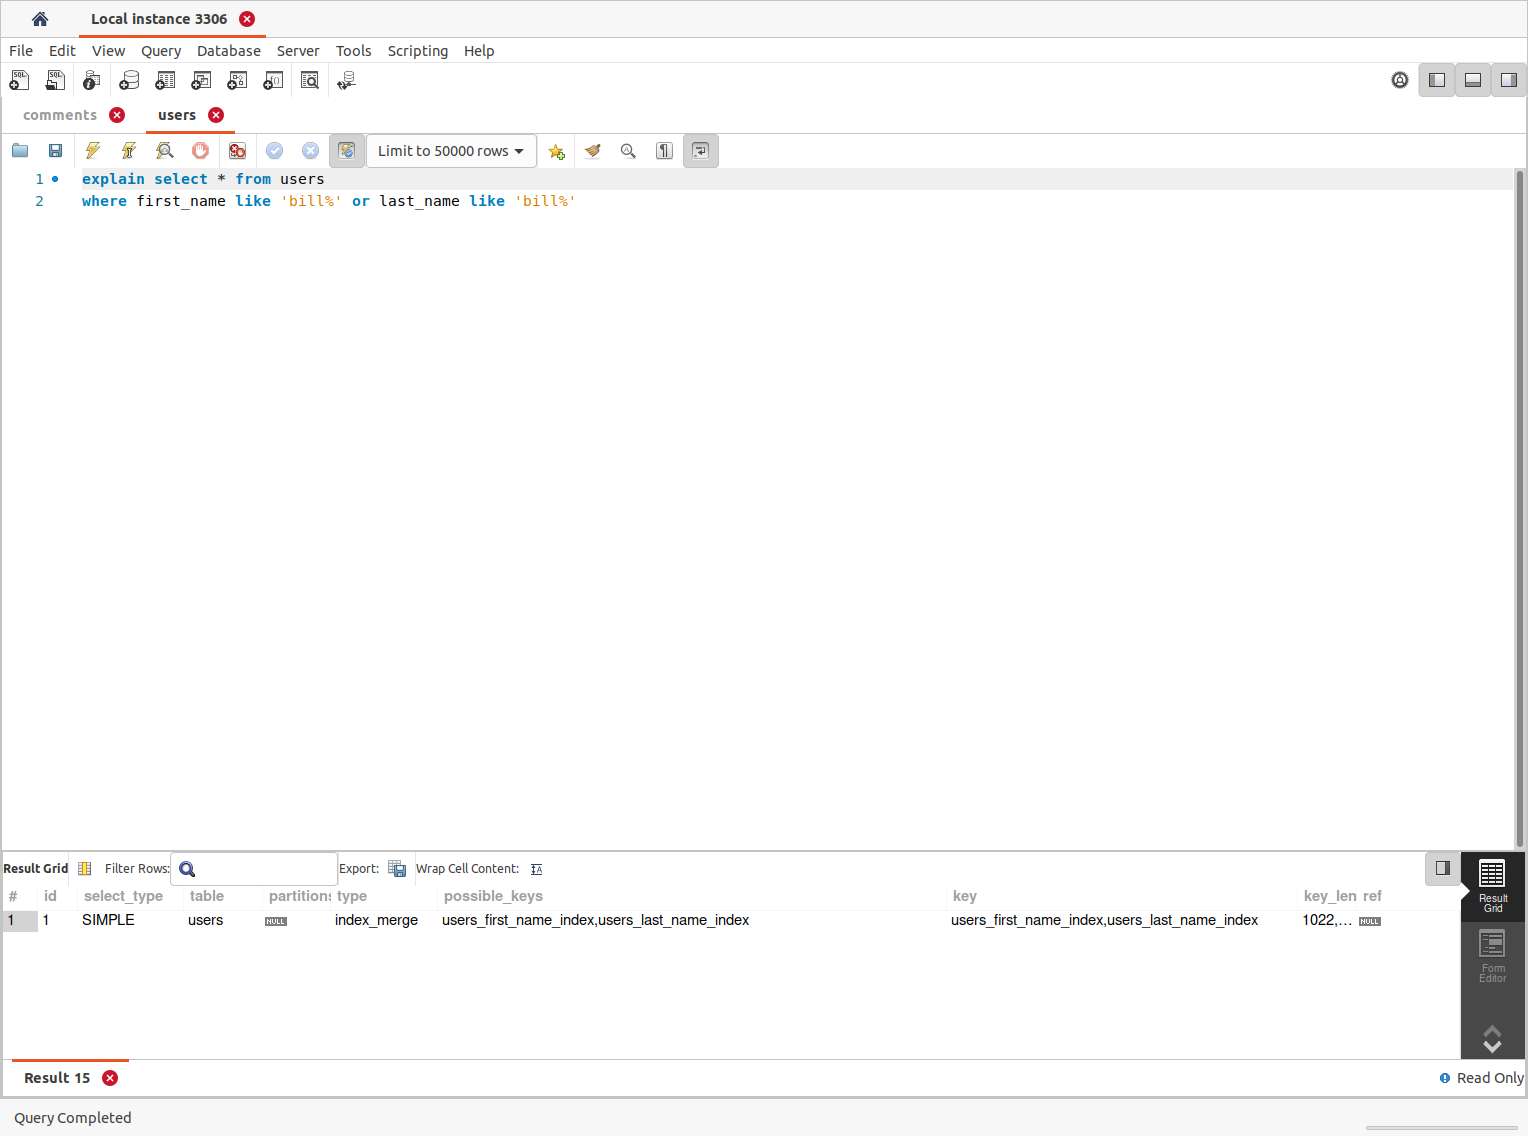 Local instance 3306
File Edit View Query Database Server Tools Scripting Help
comments users
Limit to 50000 rows
1 explain select * from users
2 where first_name like 'bill%' or last_name like 'bill%'
Result Grid Filter Rows: Export: Wrap Cell Content:
# id select_type table partitions type possible_keys key key_len ref
1 1 SIMPLE users NULL index_merge users_first_name_index,users_last_name_index users_first_name_index,users_last_name_index 1022,... NULL
Result
Grid
Form
Editor
Result 15 Read Only
Query Completed